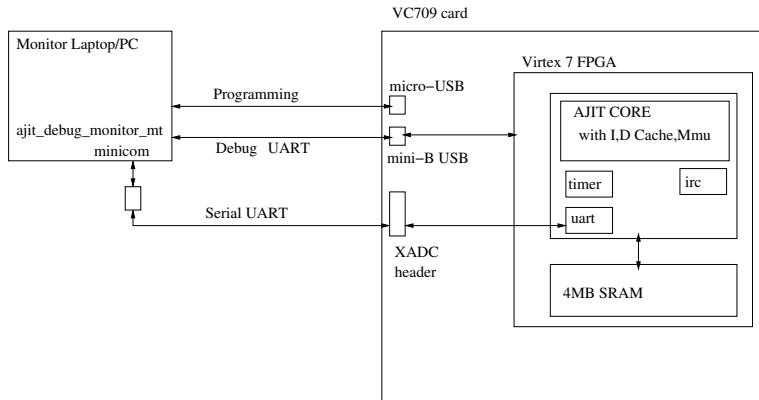 VC709 card
Monitor Laptop/PC
Virtex 7 FPGA
Programming
micro−USB
ajit_debug_monitor_mt
minicom
Debug UART
mini−B USB
AJIT CORE
with I,D Cache,Mmu
timer
irc
uart
Serial UART
XADC
header
4MB SRAM